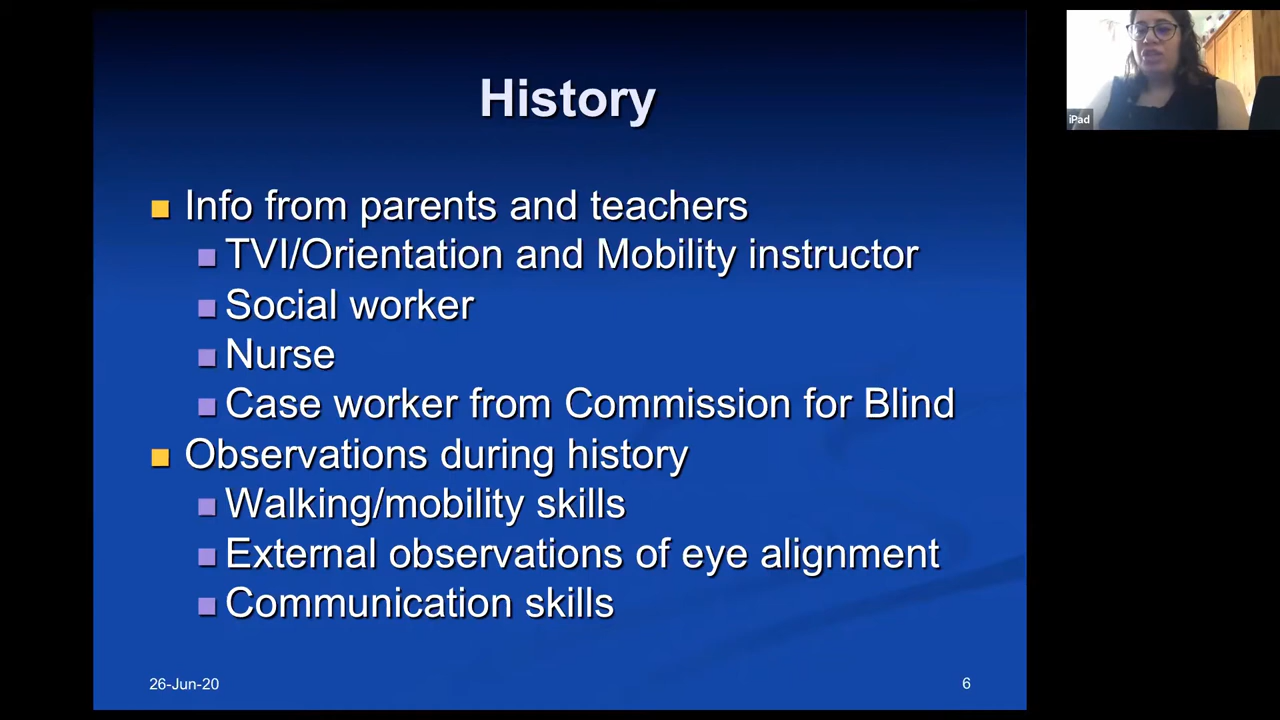 History
Info from parents and teachers
TVI/Orientation and Mobility instructor
Social worker
Nurse
Case worker from Commission for Blind
Observations during history
Walking/mobility skills
External observations of eye alignment
Communication skills
26-Jun-20
6
iPad